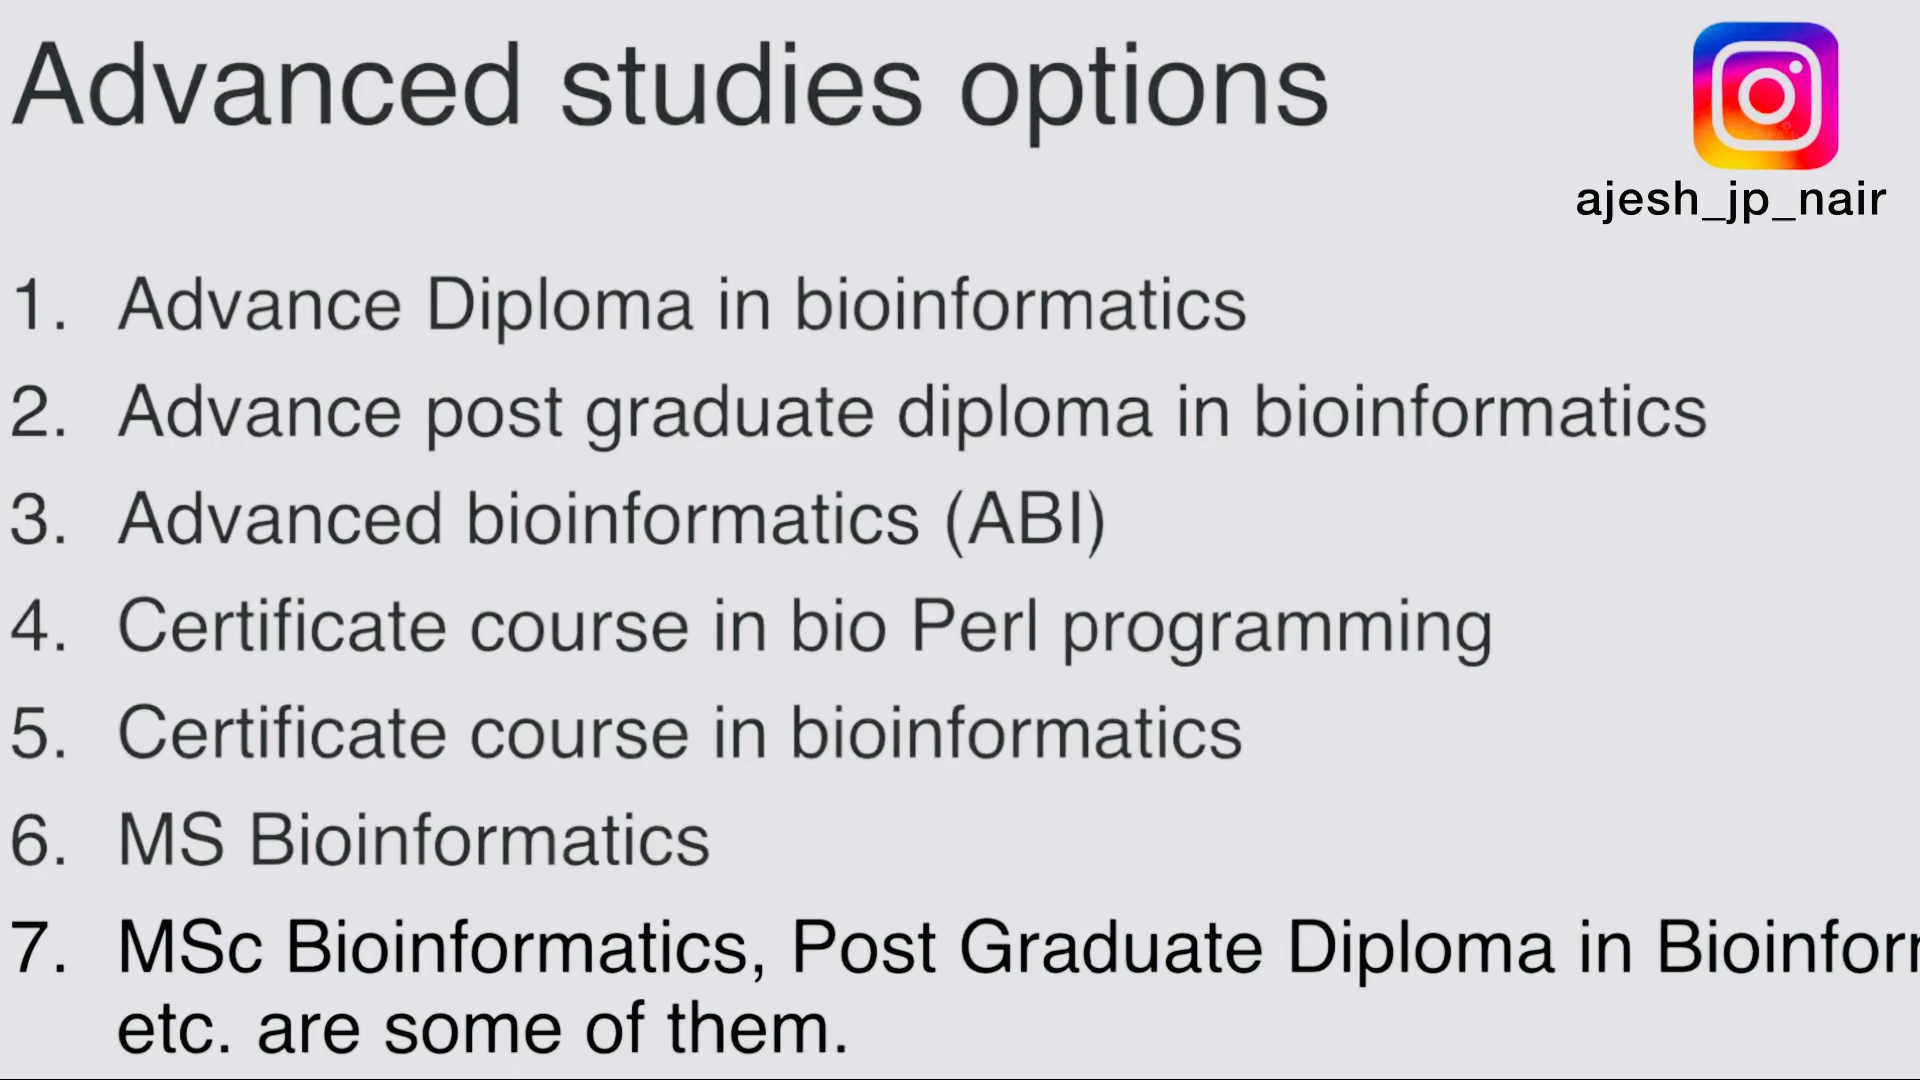 Advanced studies options
ajesh_jp_nair
1. Advance Diploma in bioinformatics
2. Advance post graduate diploma in bioinformatics
3. Advanced bioinformatics (ABI)
4. Certificate course in bio Perl programming
5. Certificate course in bioinformatics
6. MS Bioinformatics
7. MSc Bioinformatics, Post Graduate Diploma in
etc. are some of them.